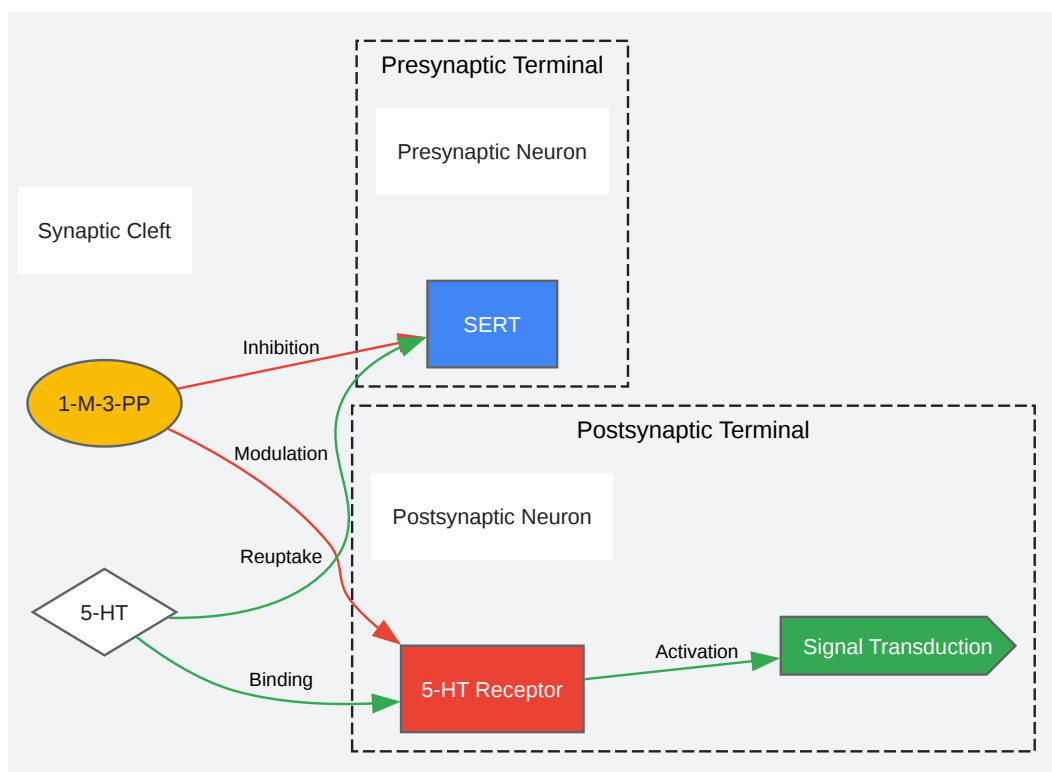 Presynaptic Terminal
Presynaptic Neuron
Synaptic Cleft
SERT
Inhibition
1-M-3-PP
Postsynaptic Terminal
Modulation
Postsynaptic Neuron
Reuptake
5-HT
Signal Transduction
Activation
Binding
5-HT Receptor